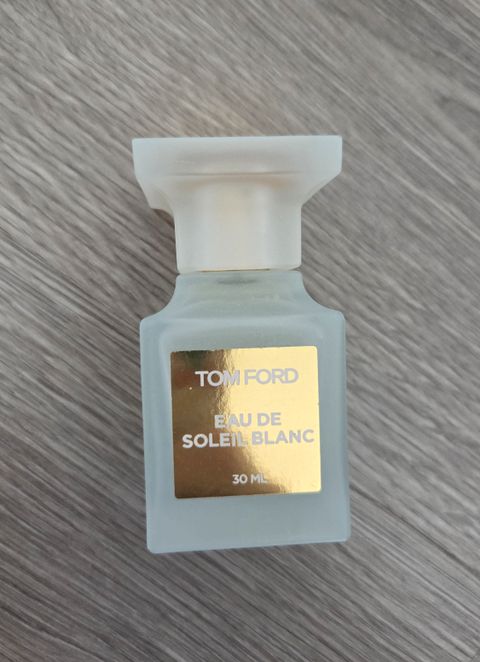 TOM FORD
EAU DE
SOLEIL BLANC
30 ML